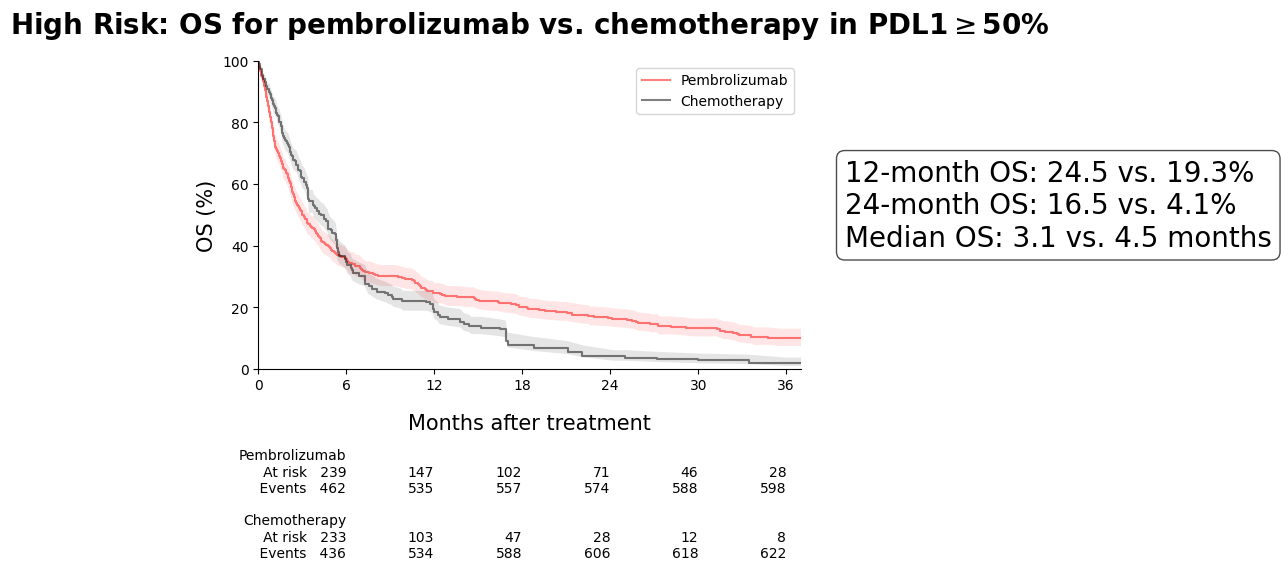 High Risk: OS for pembrolizumab vs. chemotherapy in PDL1 ≥ 50%
100
80
60
40
20
0
OS (%)
Pembrolizumab
Chemotherapy
12-month OS: 24.5 vs. 19.3%
24-month OS: 16.5 vs. 4.1%
Median OS: 3.1 vs. 4.5 months
0 6 12 18 24 30 36
Months after treatment
Pembrolizumab
At risk 239 147 102 71 46 28
Events 462 535 557 574 588 598
Chemotherapy
At risk 233 103 47 28 12 8
Events 436 534 588 606 618 622